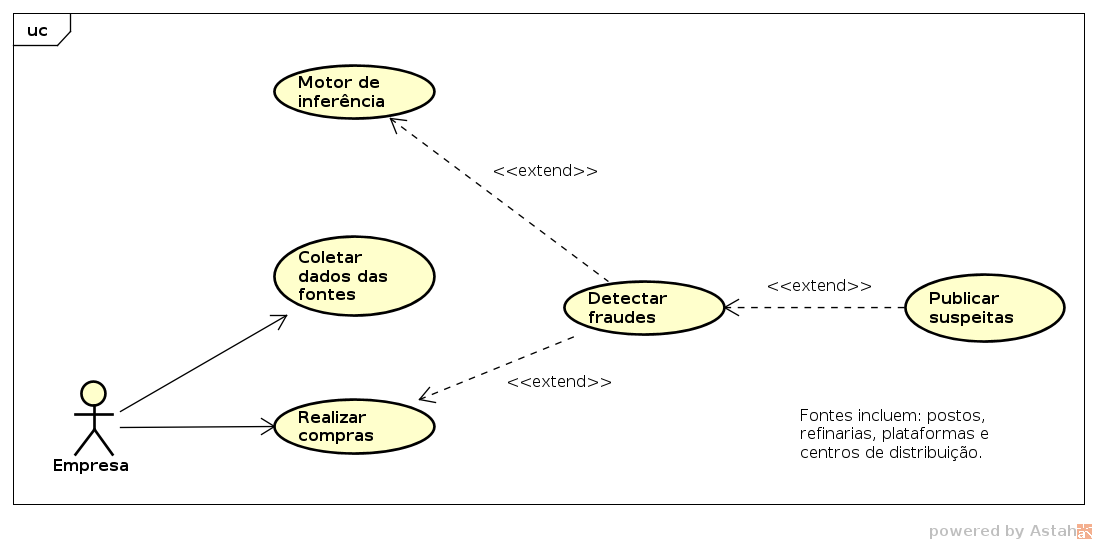 uc
Motor de
inferência
<<extend>>
Coletar
dados das
fontes
Detectar
fraudes
<<extend>>
Publicar
suspeitas
<<extend>>
Realizar
compras
Empresa
Fontes incluem: postos,
refinarias, plataformas e
centros de distribuição.
powered by Astah